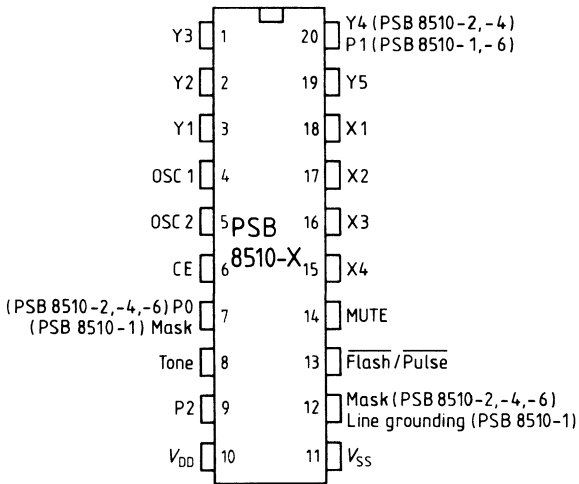 Y3 1 20 Y4 (PSB 8510-2,-4)
P1 (PSB 8510-1,-6)
Y2 2 19 Y5
Y1 3 18 X1
OSC 1 4 17 X2
OSC 2 5 16 X3
PSB
8510-X
CE 6 15 X4
(PSB 8510-2,-4,-6) P0 7 14 MUTE
(PSB 8510-1) Mask
Tone 8 13 Flash/Pulse
P2 9 12 Mask (PSB 8510-2,-4,-6)
Line grounding (PSB 8510-1)
VDD 10 11 VSS